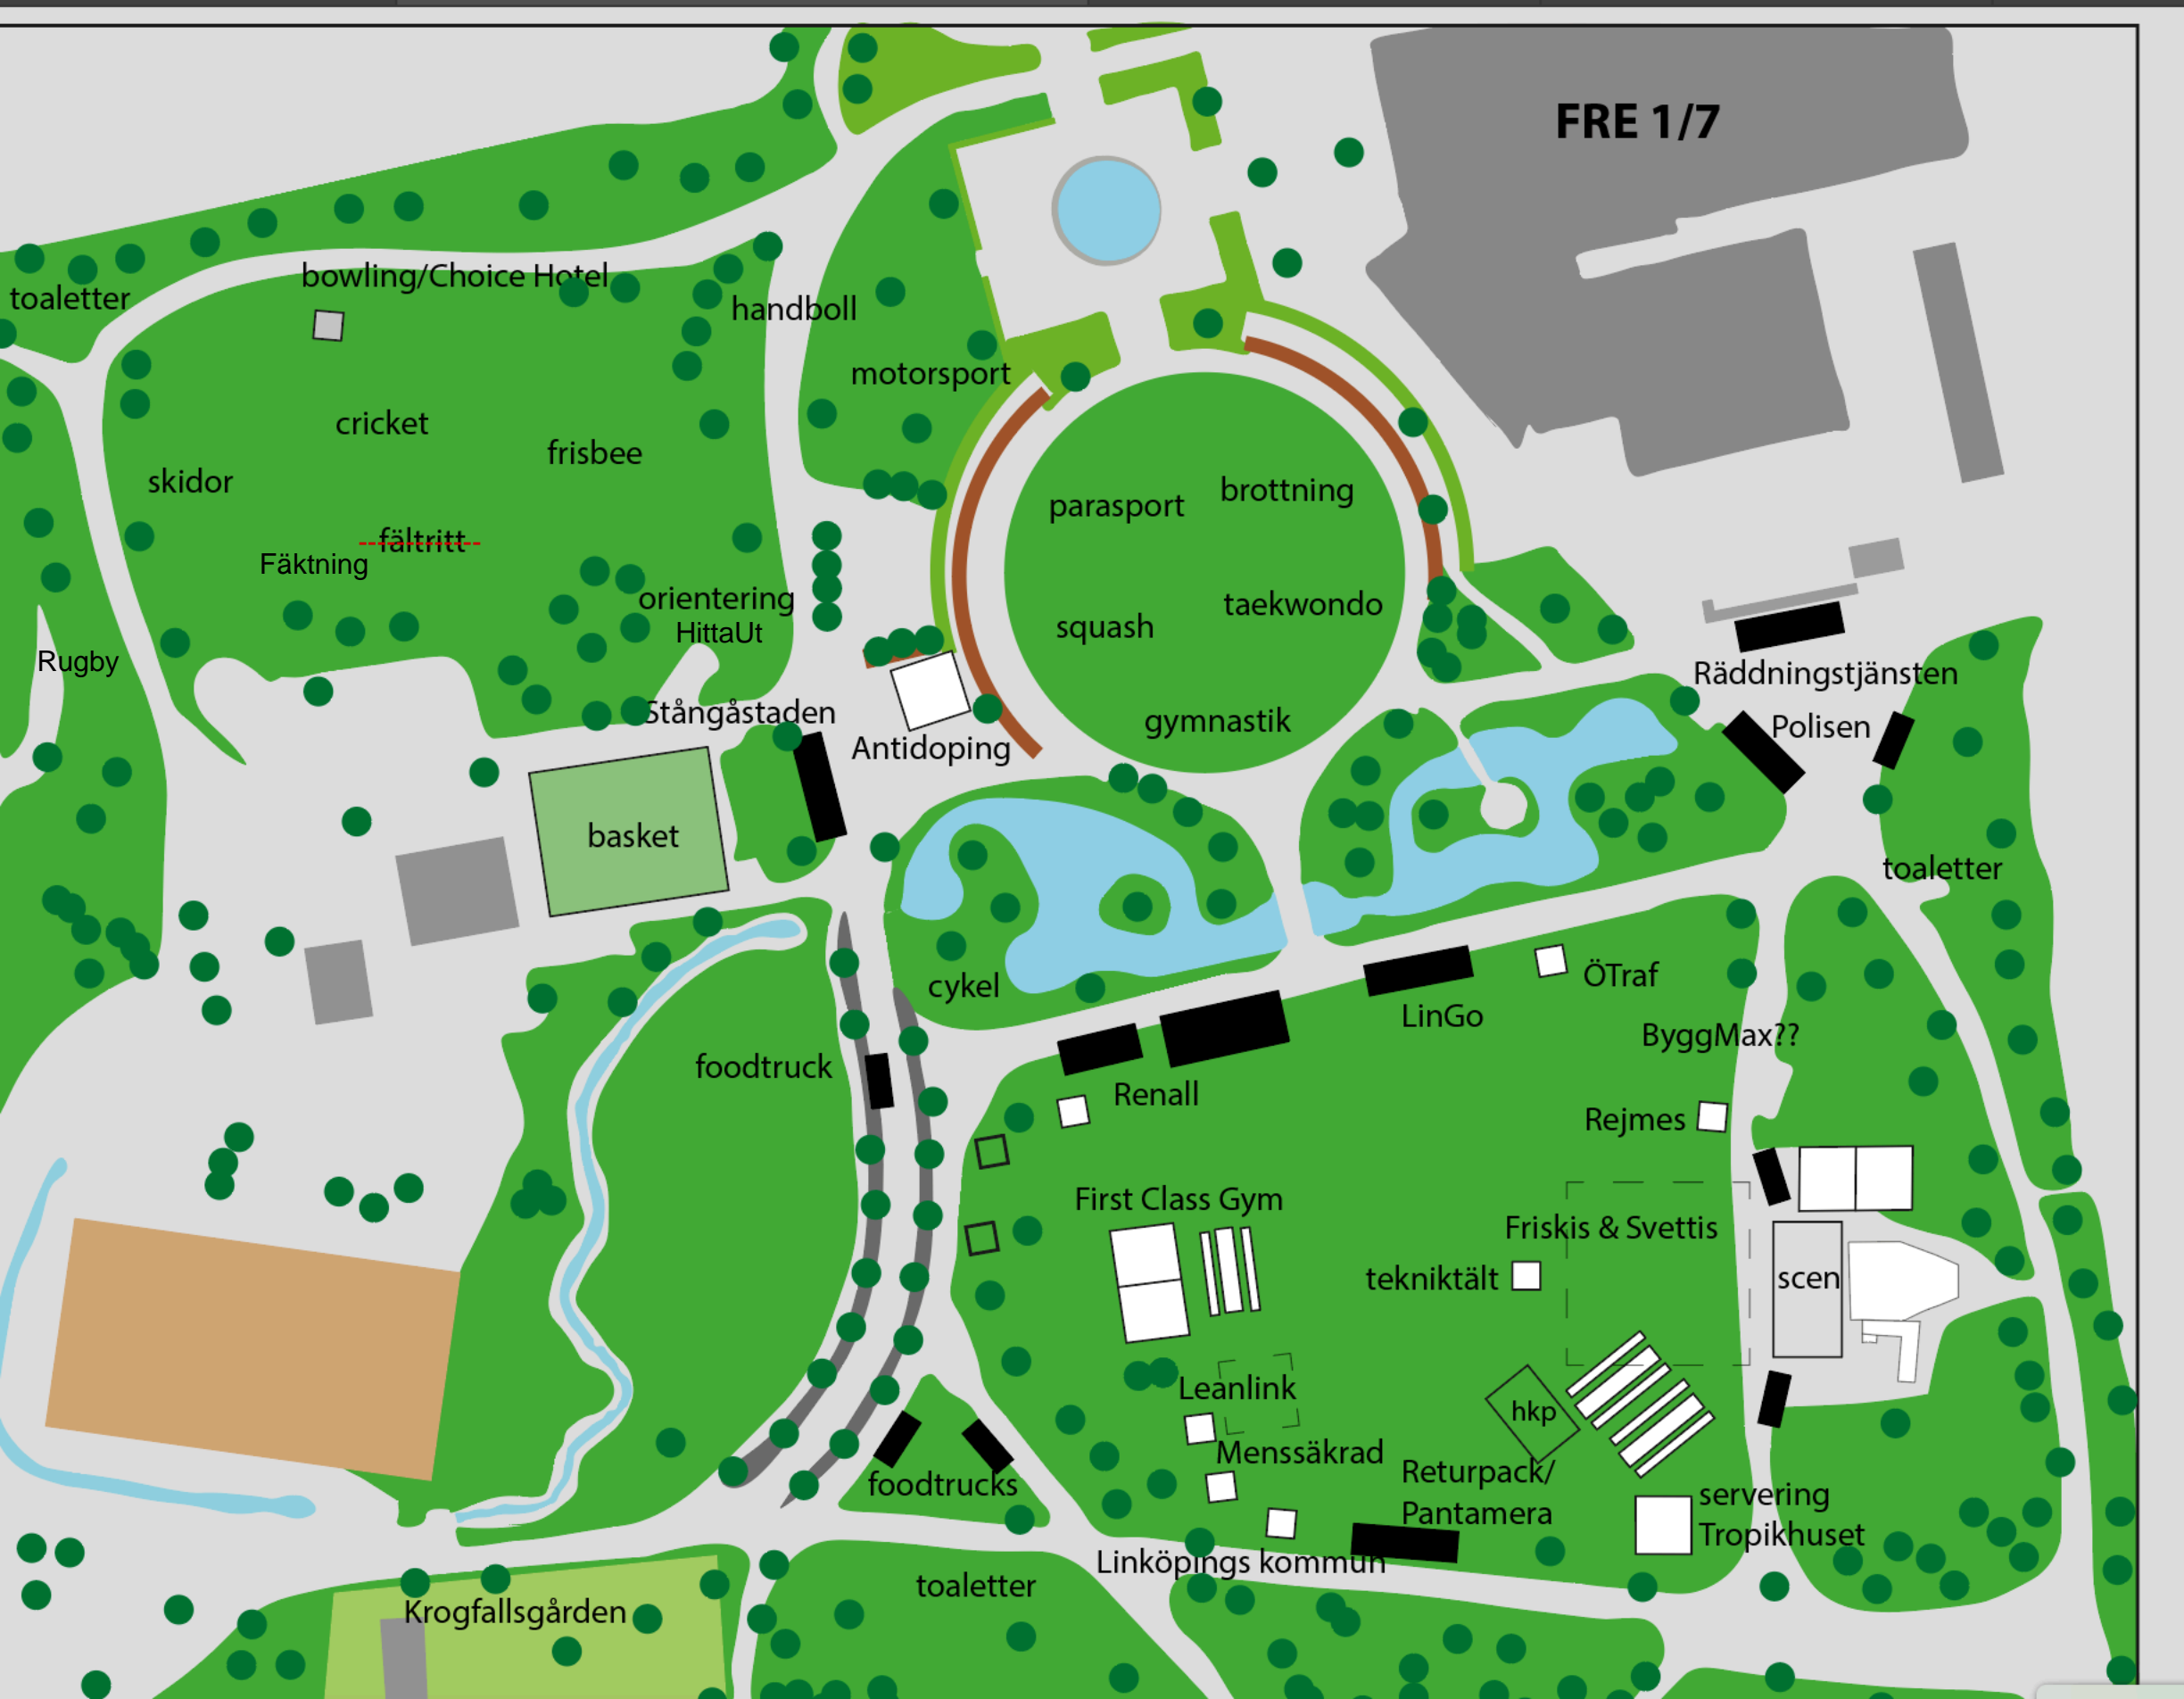 FRE 1/7
bowling/Choice Hotel
toaletter
handboll
motorsport
cricket
frisbee
skidor
parasport
brottning
fältritt
Fäktning
orientering
HittaUt
taekwondo
squash
Rugby
Räddningstjänsten
Stångåstaden
gymnastik
Polisen
Antidoping
basket
toaletter
cykel
ÖTraf
LinGo
ByggMax??
foodtruck
Renall
Rejmes
First Class Gym
Friskis & Svettis
tekniktält
scen
Leanlink
hkp
Menssäkrad
Returpack/
Pantamera
foodtrucks
servering
Tropikhuset
Linköpings kommun
toaletter
Krogfallsgården